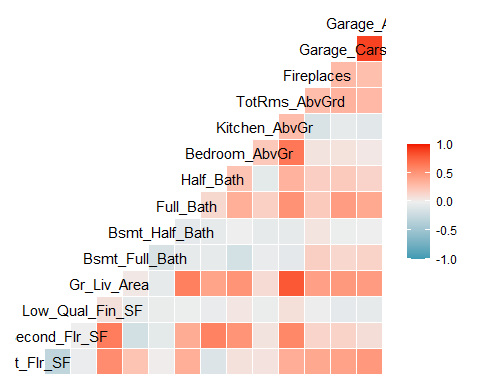 Garage_A
Garage_Cars
Fireplaces
TotRms_AbvGrd
Kitchen_AbvGr
Bedroom_AbvGr
Half_Bath
Full_Bath
Bsmt_Half_Bath
Bsmt_Full_Bath
Gr_Liv_Area
Low_Qual_Fin_SF
econd_Flr_SF
t_Flr_SF
1.0
0.5
0.0
-0.5
-1.0